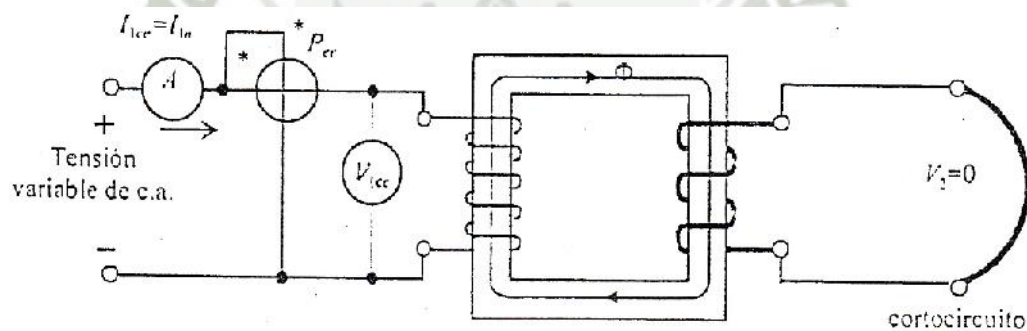 I1cc=I1n
* *
Pcc
A
+
Tensión
variable de c.a.
−
V1cc
Φ
V2=0
cortocircuito